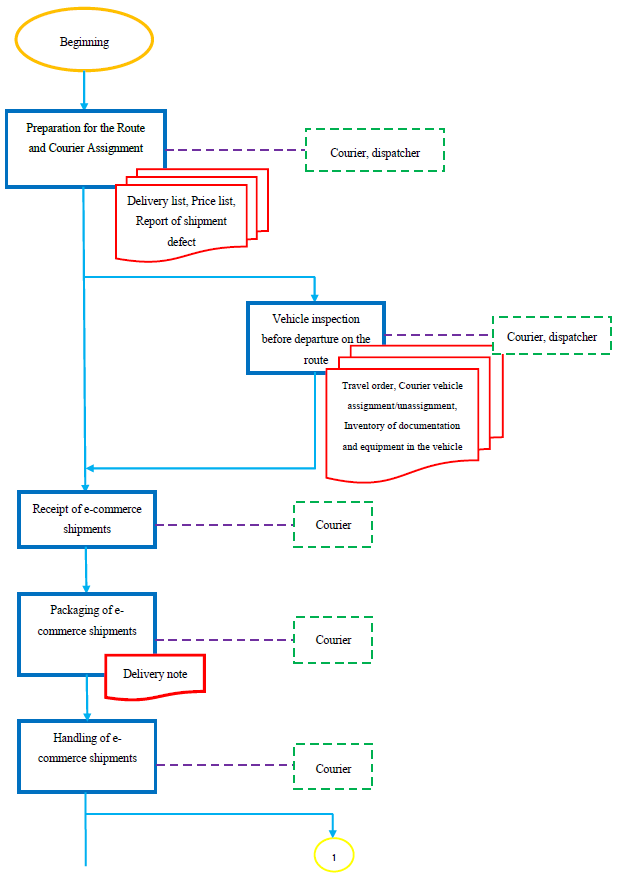 Beginning
Preparation for the Route
and Courier Assignment
Courier, dispatcher
Delivery list, Price list,
Report of shipment
defect
Vehicle inspection
before departure on the
route
Courier, dispatcher
Travel order, Courier vehicle
assignment/unassignment,
Inventory of documentation
and equipment in the vehicle
Receipt of e-commerce
shipments
Courier
Packaging of e-
commerce shipments
Courier
Delivery note
Handling of e-
commerce shipments
Courier
1